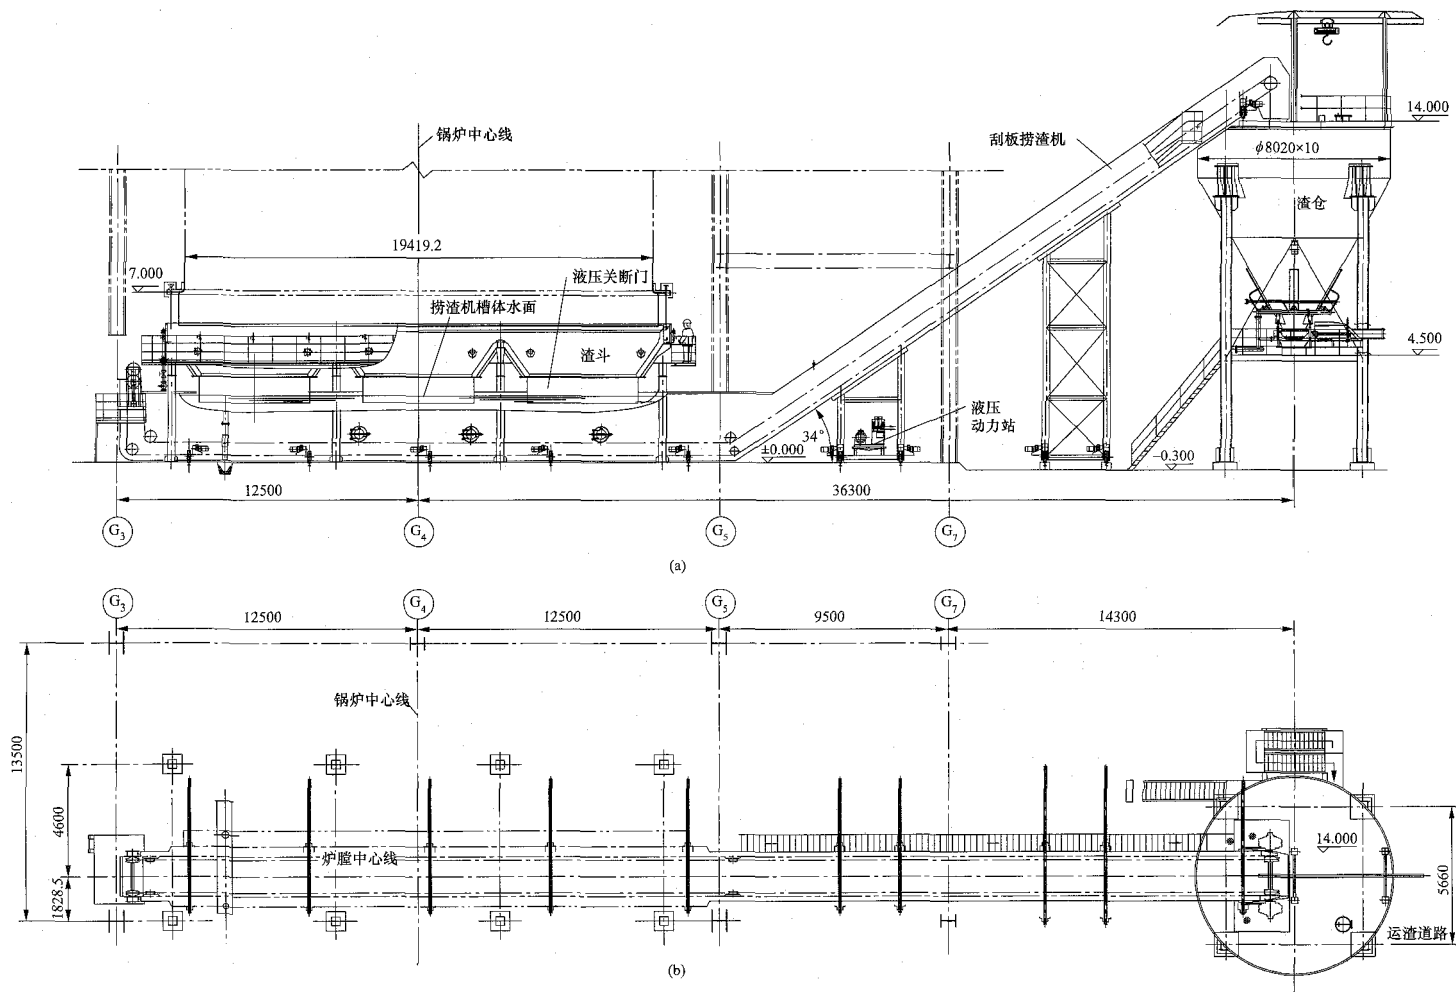 锅炉中心线
刮板捞渣机
14.000
ϕ8020×10
渣仓
19419.2
7.000
液压关断门
捞渣机槽体水面
渣斗
4.500
液压
动力站
34°
±0.000
-0.300
12500
36300
G3
G4
G5
G7
(a)
G3
G4
G5
G7
12500
12500
9500
14300
锅炉中心线
13500
4600
1828.5
炉膛中心线
14.000
5660
运渣道路
(b)